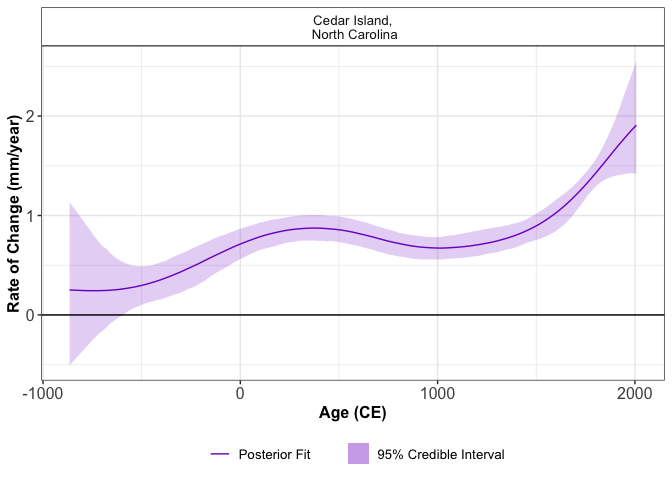 Cedar Island,
North Carolina
Rate of Change (mm/year)
2
1
0
-1000 0 1000 2000
Age (CE)
Posterior Fit 95% Credible Interval